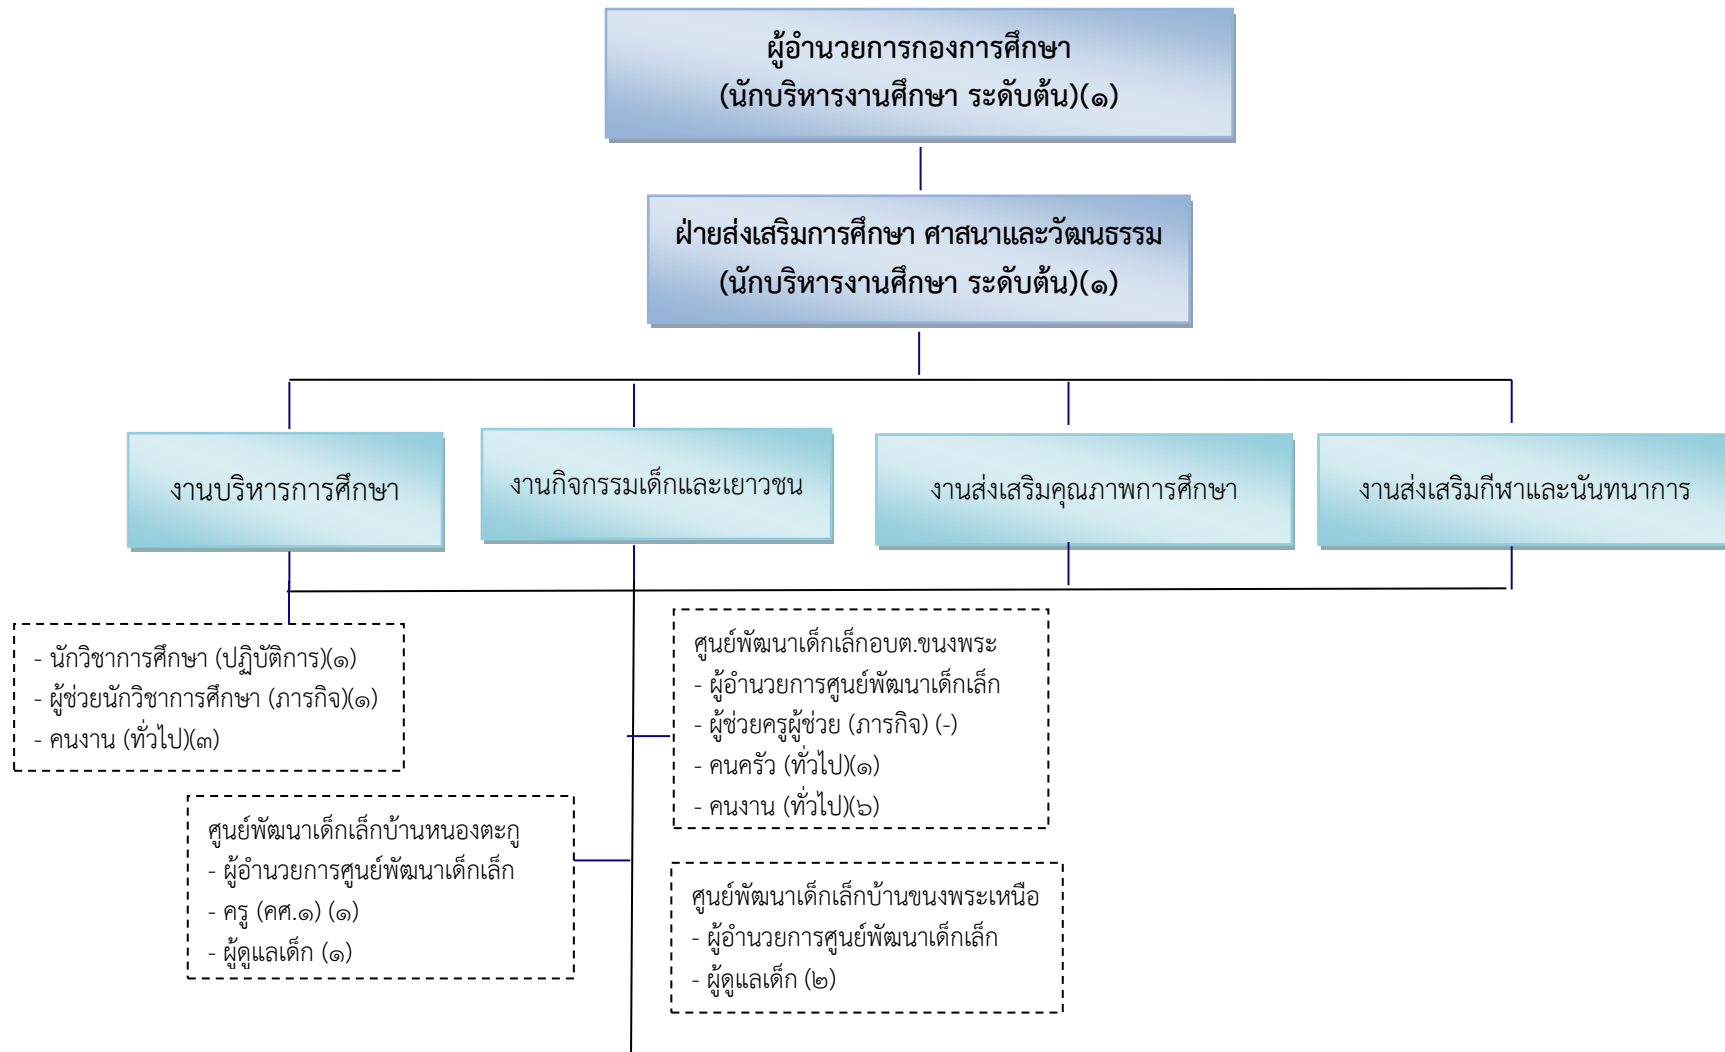 ผู้อำนวยการกองการศึกษา
(นักบริหารงานศึกษา ระดับต้น)(๑)
ฝ่ายส่งเสริมการศึกษา ศาสนาและวัฒนธรรม
(นักบริหารงานศึกษา ระดับต้น)(๑)
งานบริหารการศึกษา
งานกิจกรรมเด็กและเยาวชน
งานส่งเสริมคุณภาพการศึกษา
งานส่งเสริมกีฬาและนันทนาการ
- นักวิชาการศึกษา (ปฏิบัติการ)(๑)
- ผู้ช่วยนักวิชาการศึกษา (ภารกิจ)(๑)
- คนงาน (ทั่วไป)(๓)
ศูนย์พัฒนาเด็กเล็กอบต.ขนงพระ
- ผู้อำนวยการศูนย์พัฒนาเด็กเล็ก
- ผู้ช่วยครูผู้ช่วย (ภารกิจ) (-)
- คนครัว (ทั่วไป)(๑)
- คนงาน (ทั่วไป)(๖)
ศูนย์พัฒนาเด็กเล็กบ้านหนองตะกู
- ผู้อำนวยการศูนย์พัฒนาเด็กเล็ก
- ครู (คศ.๑) (๑)
- ผู้ดูแลเด็ก (๑)
ศูนย์พัฒนาเด็กเล็กบ้านขนงพระเหนือ
- ผู้อำนวยการศูนย์พัฒนาเด็กเล็ก
- ผู้ดูแลเด็ก (๒)